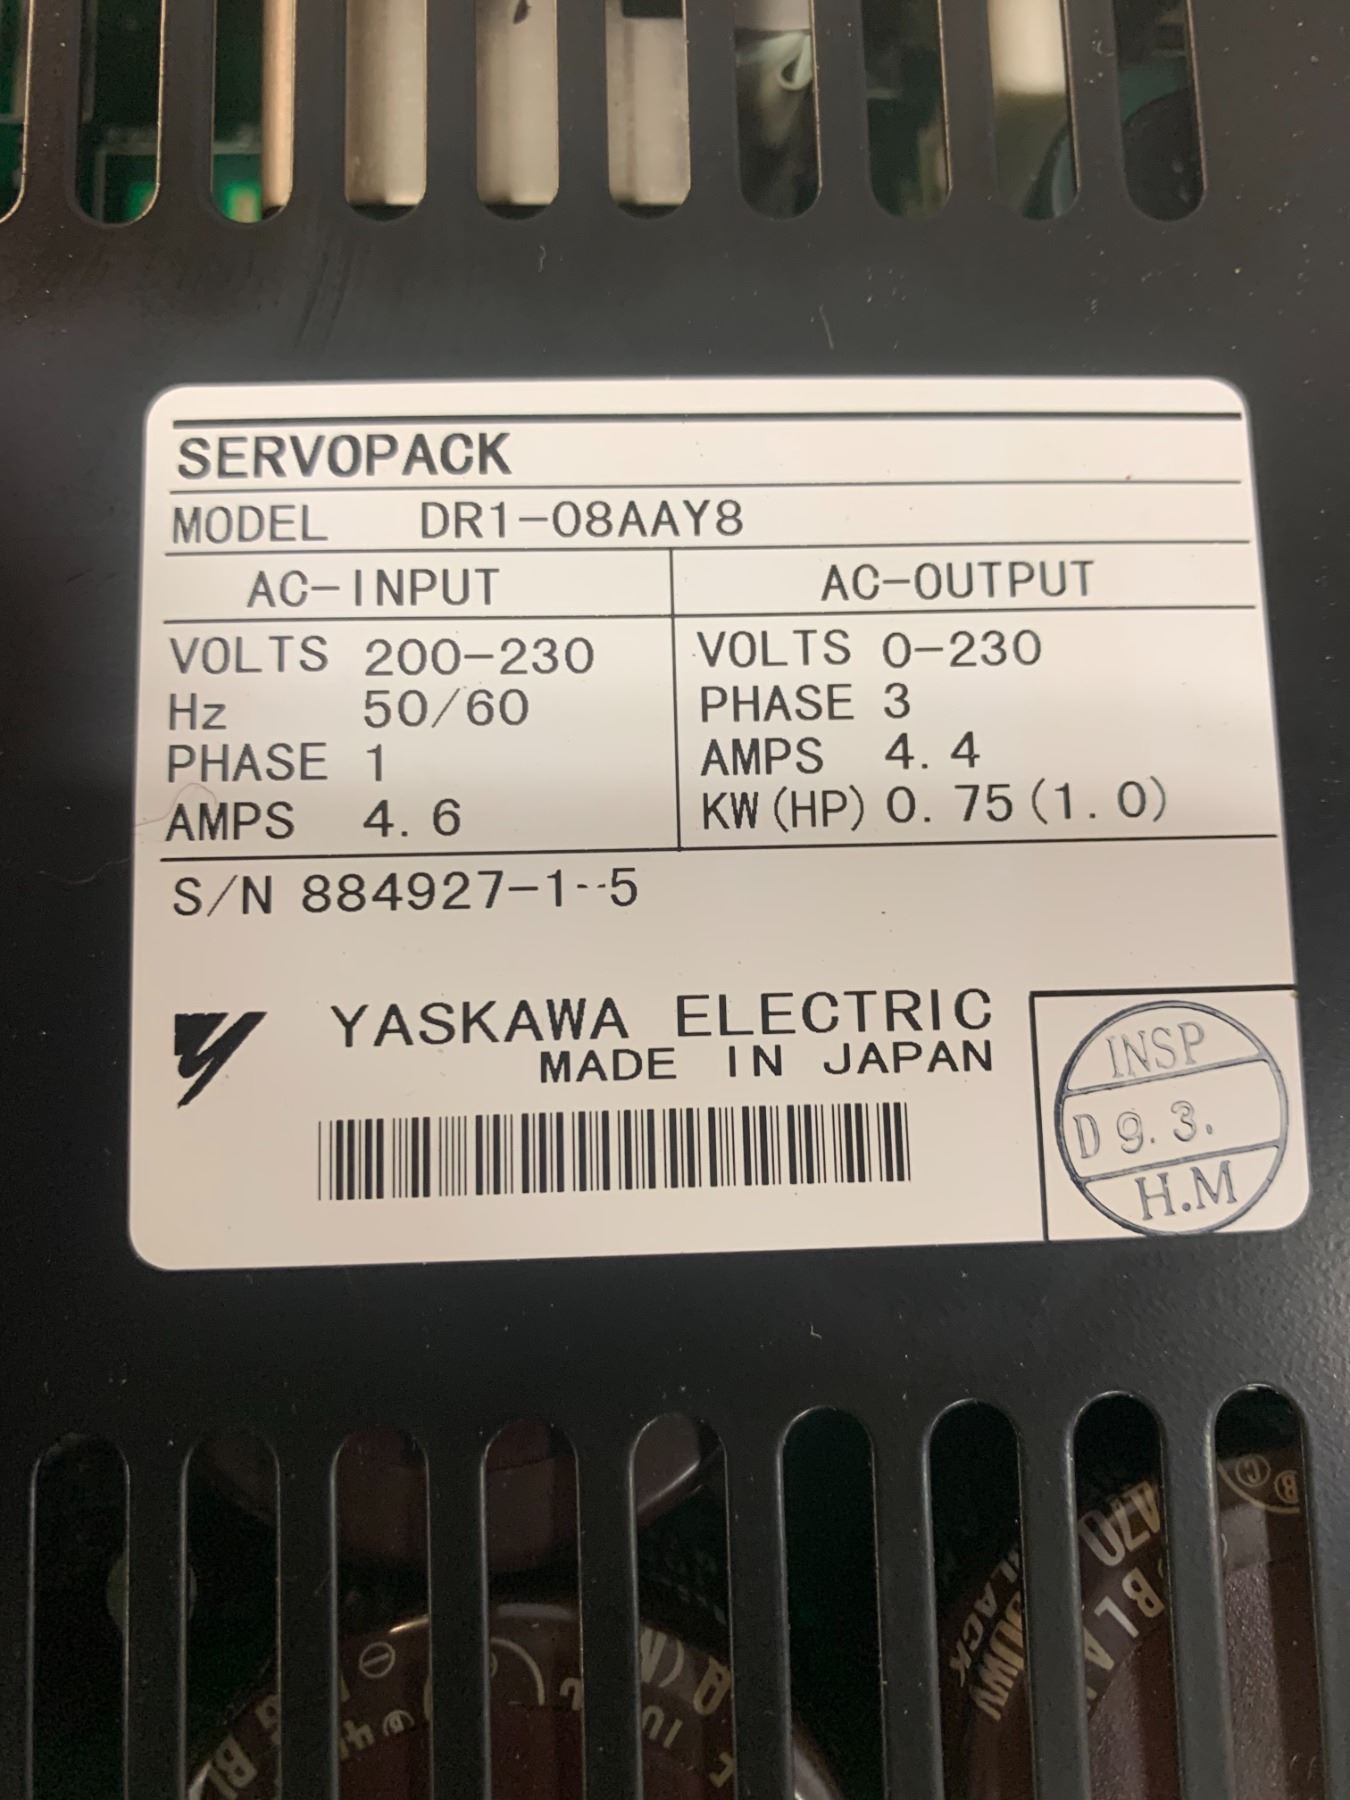 SERVOPACK
MODEL DR1-08AAY8
AC-INPUT
VOLTS 200-230
Hz 50/60
PHASE 1
AMPS 4.6
AC-OUTPUT
VOLTS 0-230
PHASE 3
AMPS 4.4
KW(HP) 0.75(1.0)
S/N 884927-1--5
YASKAWA ELECTRIC
MADE IN JAPAN
INSP
D 9.3.
H.M
470
BLACK